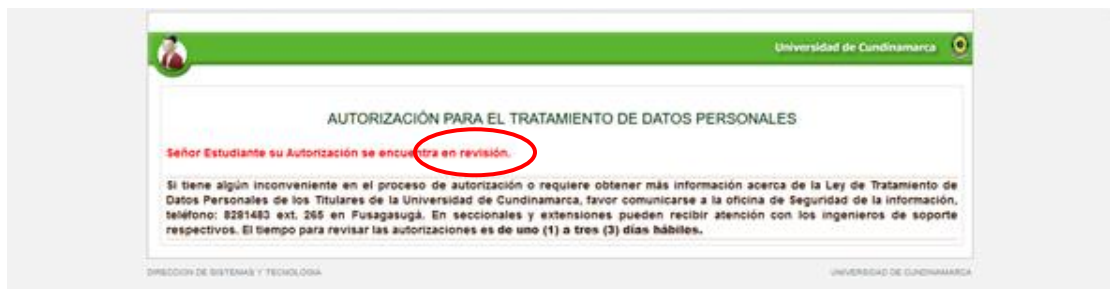 Universidad de Cundinamarca
AUTORIZACIÓN PARA EL TRATAMIENTO DE DATOS PERSONALES
Señor Estudiante su Autorización se encuentra en revisión.
Si tiene algún inconveniente en el proceso de autorización o requiere obtener más información acerca de la Ley de Tratamiento de
Datos Personales de los Titulares de la Universidad de Cundinamarca, favor comunicarse a la oficina de Seguridad de la información,
teléfono: 8281483 ext. 265 en Fusagasugá. En seccionales y extensiones pueden recibir atención con los ingenieros de soporte
respectivos. El tiempo para revisar las autorizaciones es de uno (1) a tres (3) días hábiles.
DIRECCION DE SISTEMAS Y TECNOLOGIA
UNIVERSIDAD DE CUNDINAMARCA